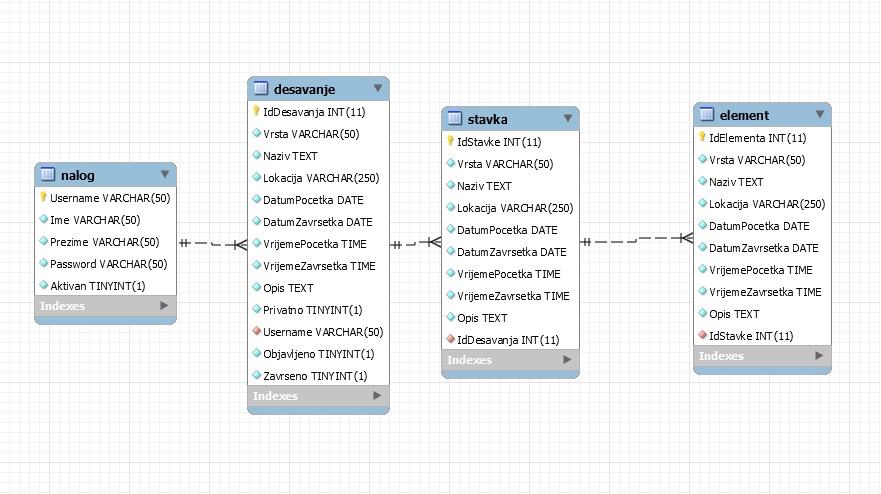 nalog
Username VARCHAR(50)
Ime VARCHAR(50)
Prezime VARCHAR(50)
Password VARCHAR(50)
Aktivan TINYINT(1)
Indexes
desavanje
IdDesavanja INT(11)
Vrsta VARCHAR(50)
Naziv TEXT
Lokacija VARCHAR(250)
DatumPocetka DATE
DatumZavrsetka DATE
VrijemePocetka TIME
VrijemeZavrsetka TIME
Opis TEXT
Privatno TINYINT(1)
Username VARCHAR(50)
Objavljeno TINYINT(1)
Zavrseno TINYINT(1)
Indexes
stavka
IdStavke INT(11)
Vrsta VARCHAR(50)
Naziv TEXT
Lokacija VARCHAR(250)
DatumPocetka DATE
DatumZavrsetka DATE
VrijemePocetka TIME
VrijemeZavrsetka TIME
Opis TEXT
IdDesavanja INT(11)
Indexes
element
IdElementa INT(11)
Vrsta VARCHAR(50)
Naziv TEXT
Lokacija VARCHAR(250)
DatumPocetka DATE
DatumZavrsetka DATE
VrijemePocetka TIME
VrijemeZavrsetka TIME
Opis TEXT
IdStavke INT(11)
Indexes